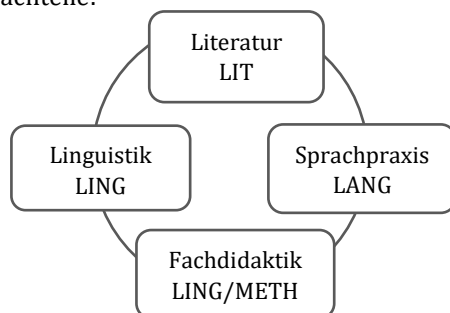 Literatur
LIT
Linguistik
LING
Sprachpraxis
LANG
Fachdidaktik
LING/METH